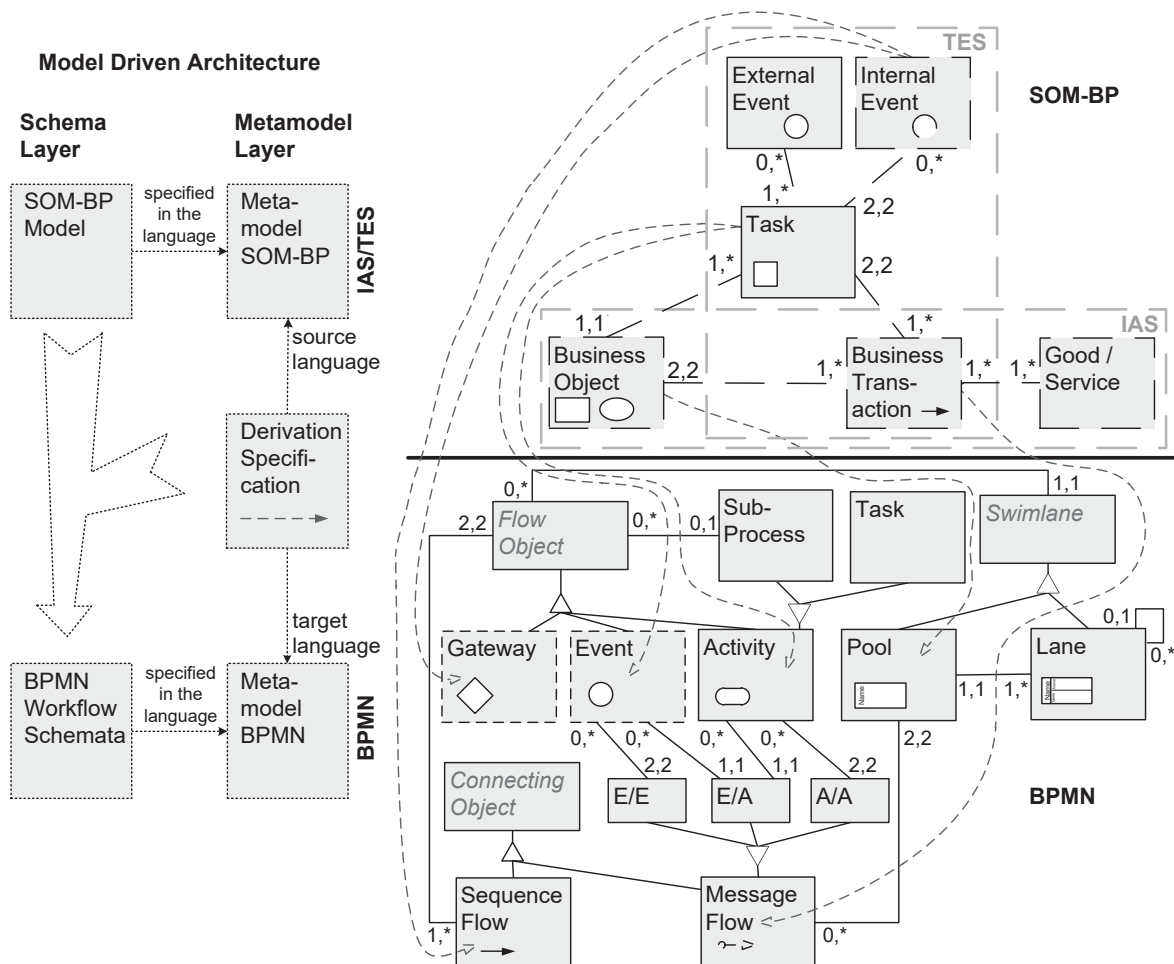 Model Driven Architecture
Schema
Layer
Metamodel
Layer
SOM-BP
Model
specified
in the
language
Meta-
model
SOM-BP
IAS/TES
source
language
Derivation
Specifi-
cation
target
language
BPMN
Workflow
Schemata
specified
in the
language
Meta-
model
BPMN
BPMN
TES
External
Event
Internal
Event
SOM-BP
0,*
0,*
1,*
2,2
Task
1,*
2,2
1,1
1,*
IAS
Business
Object
2,2
1,*
Business
Trans-
action
1,*
1,*
Good /
Service
0,*
1,1
2,2
Flow
Object
0,*
0,1
Sub-
Process
Task
Swimlane
Gateway
Event
Activity
Pool
Name
1,1
1,*
Lane
Name
0,1
0,*
0,*
0,*
0,*
0,*
2,2
2,2
1,1
1,1
2,2
Connecting
Object
E/E
E/A
A/A
BPMN
Sequence
Flow
1,*
Message
Flow
0,*